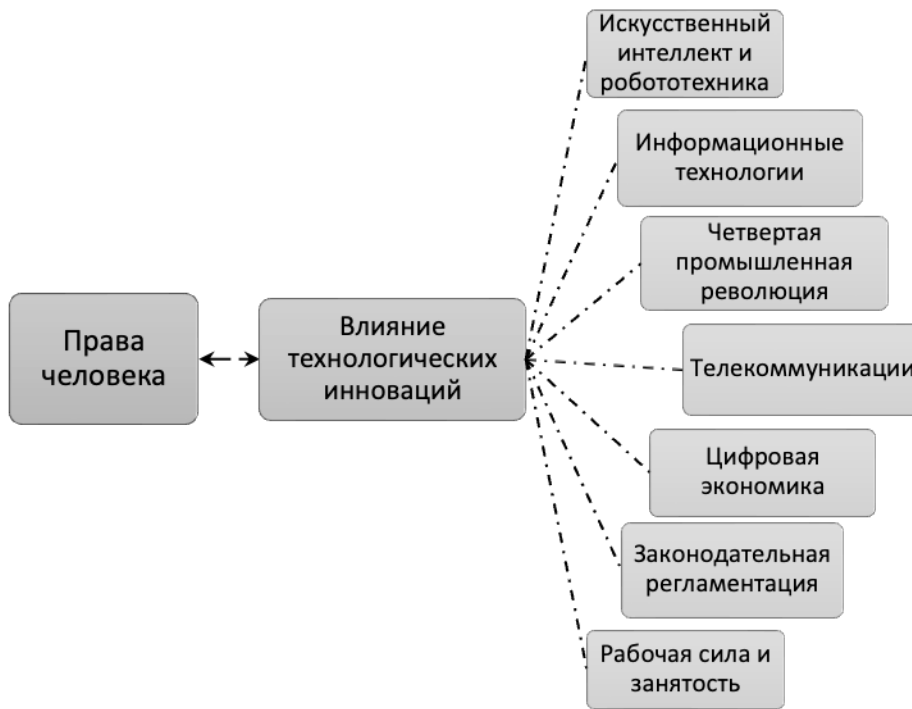 Права
человека
Влияние
технологических
инноваций
Искусственный
интеллект и
робототехника
Информационные
технологии
Четвертая
промышленная
революция
Телекоммуникации
Цифровая
экономика
Законодательная
регламентация
Рабочая сила и
занятость